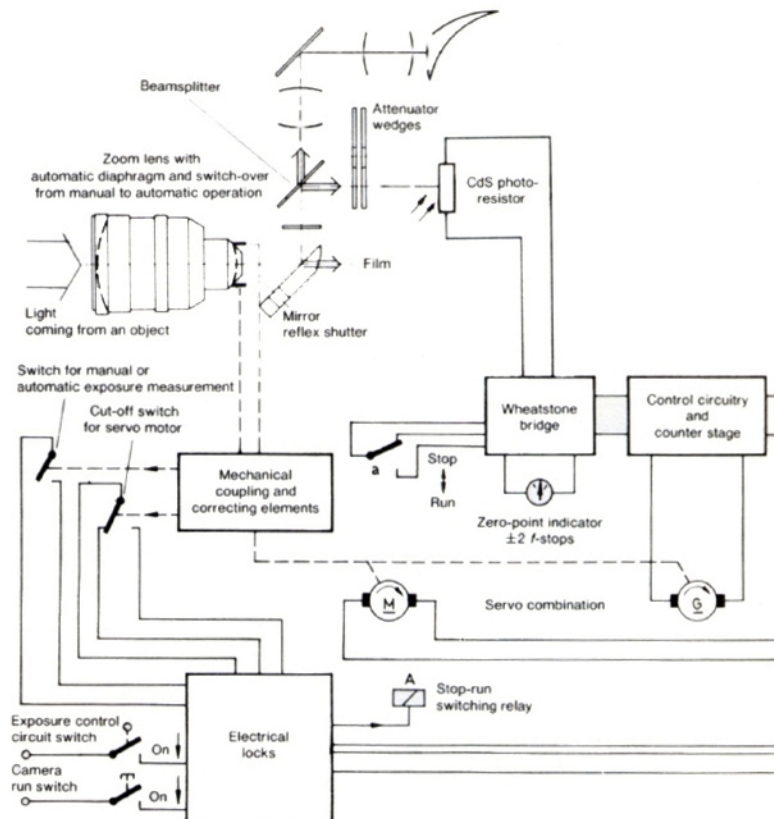 Beamsplitter
Attenuator
wedges
Zoom lens with
automatic diaphragm and switch-over
from manual to automatic operation
CdS photo-
resistor
Film
Light
coming from an object
Mirror
reflex shutter
Switch for manual or
automatic exposure measurement
Cut-off switch
for servo motor
Wheatstone
bridge
Control circuitry
and
counter stage
a
Stop
Run
Mechanical
coupling and
correcting elements
Zero-point indicator
±2 f-stops
M
Servo combination
G
A
Stop-run
switching relay
Exposure control
circuit switch
On
Electrical
locks
Camera
run switch
On